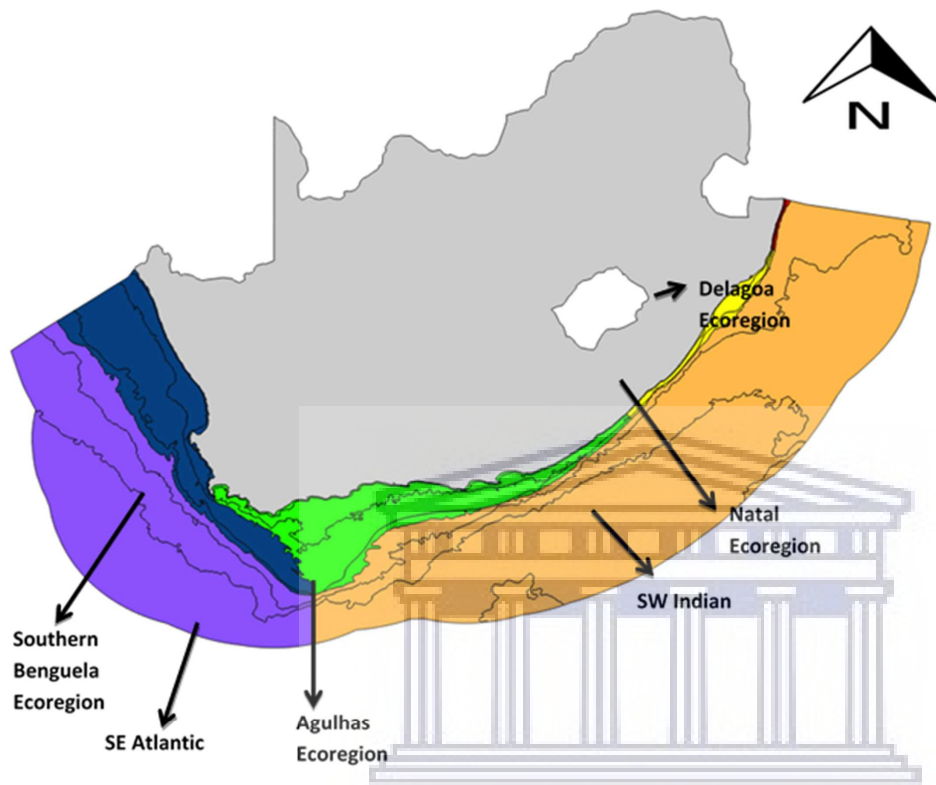 N
Delagoa
Ecoregion
Natal
Ecoregion
SW Indian
Southern
Benguela
Ecoregion
SE Atlantic
Agulhas
Ecoregion